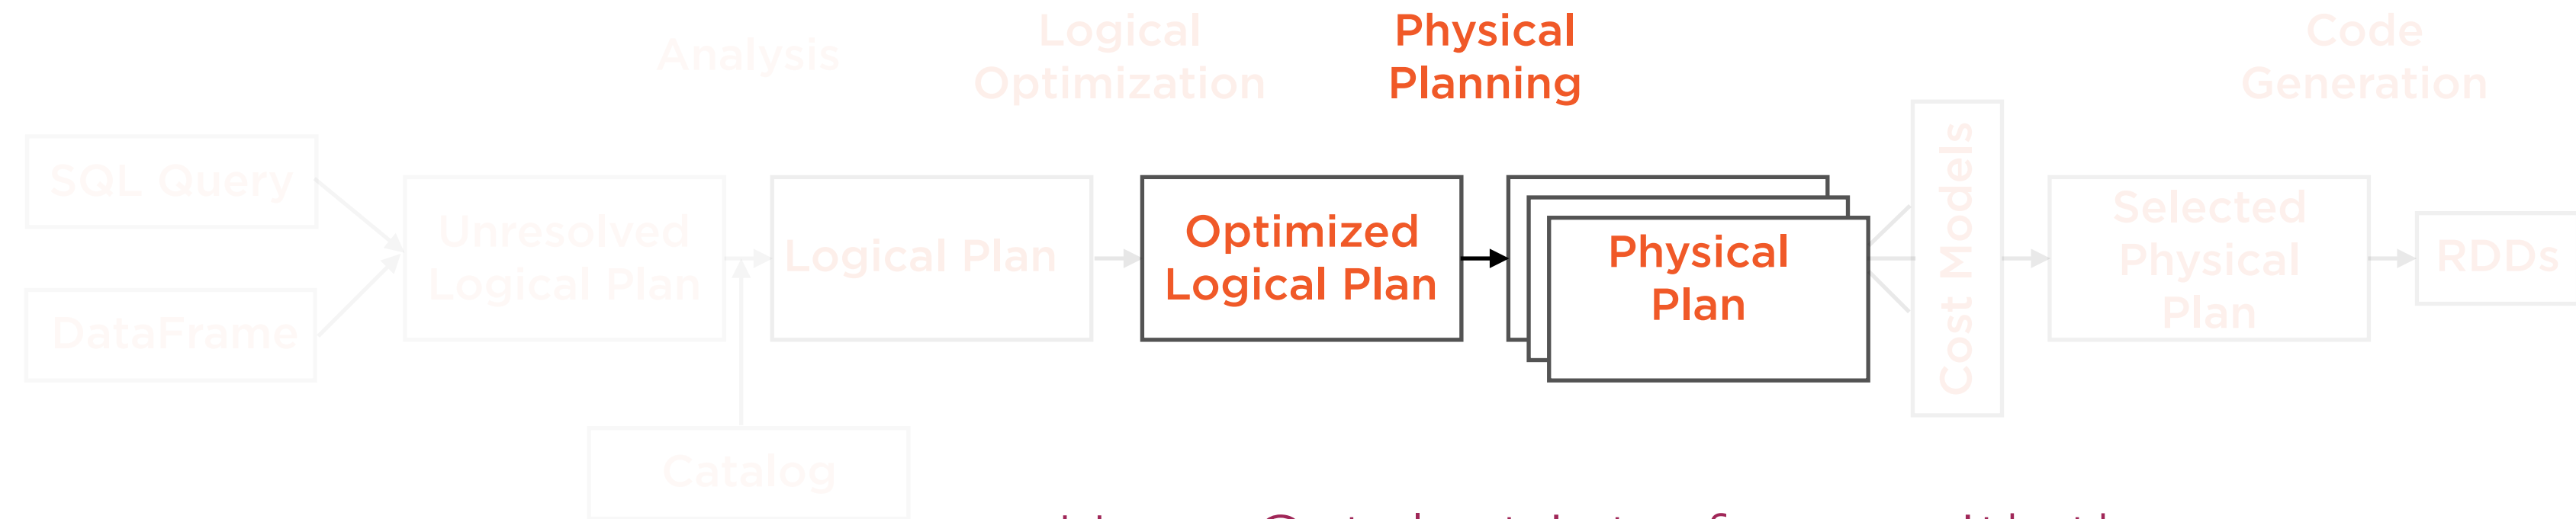 Analysis
Logical
Optimization
Physical
Planning
Code
Generation
SQL Query
DataFrame
Unresolved
Logical Plan
Catalog
Logical Plan
Optimized
Logical Plan
Physical
Plan
Cost Models
Selected
Physical
Plan
RDDs